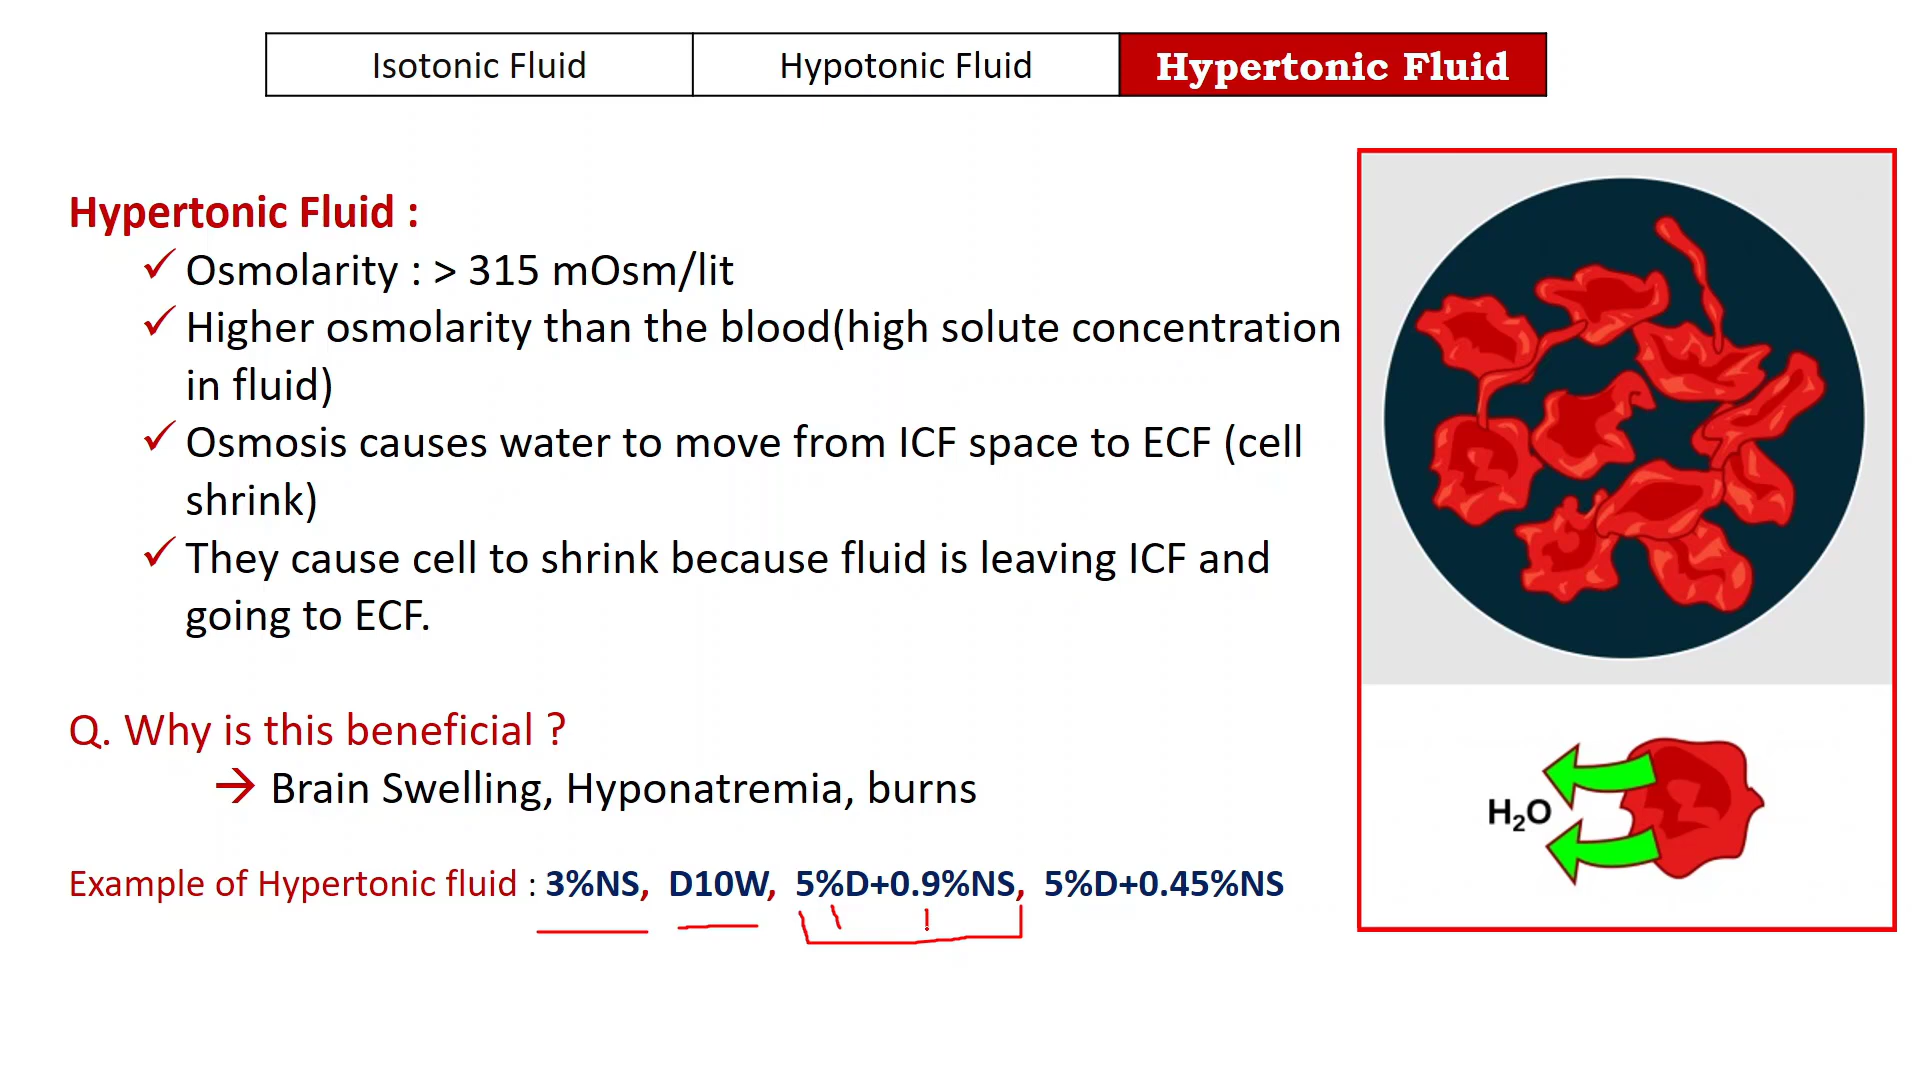 Isotonic Fluid
Hypotonic Fluid
Hypertonic Fluid
Hypertonic Fluid :
✓ Osmolarity : > 315 mOsm/lit
✓ Higher osmolarity than the blood(high solute concentration
in fluid)
✓ Osmosis causes water to move from ICF space to ECF (cell
shrink)
✓ They cause cell to shrink because fluid is leaving ICF and
going to ECF.
Q. Why is this beneficial ?
→ Brain Swelling, Hyponatremia, burns
Example of Hypertonic fluid : 3%NS, D10W, 5%D+0.9%NS, 5%D+0.45%NS
H₂O